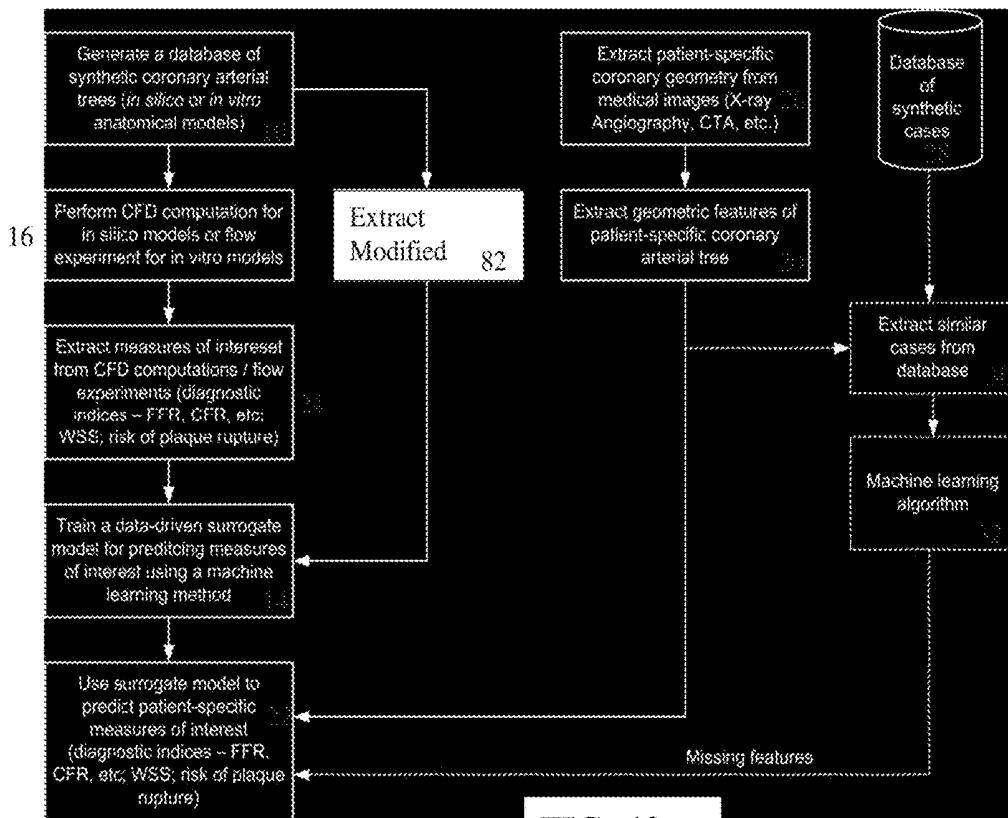 Generate a database of
synthetic coronary arterial
trees (in silico or in vitro
anatomical models)
Extract patient-specific
coronary geometry from
medical images (X-ray
Angiography, CTA, etc.)
Database
of
synthetic
cases
16
Perform CFD computation for
in silico models or flow
experiment for in vitro models
Extract
Modified 82
Extract geometric features of
patient-specific coronary
arterial tree
Extract measures of intereset
from CFD computations / flow
experiments (diagnostic
indices – FFR, CFR, etc;
WSS; risk of plaque rupture)
Extract similar
cases from
database
Train a data-driven surrogate
model for preditcing measures
of interest using a machine
learning method
Machine learning
algorithm
Use surrogate model to
predict patient-specific
measures of interest
(diagnostic indices – FFR,
CFR, etc; WSS; risk of plaque
rupture)
Missing features